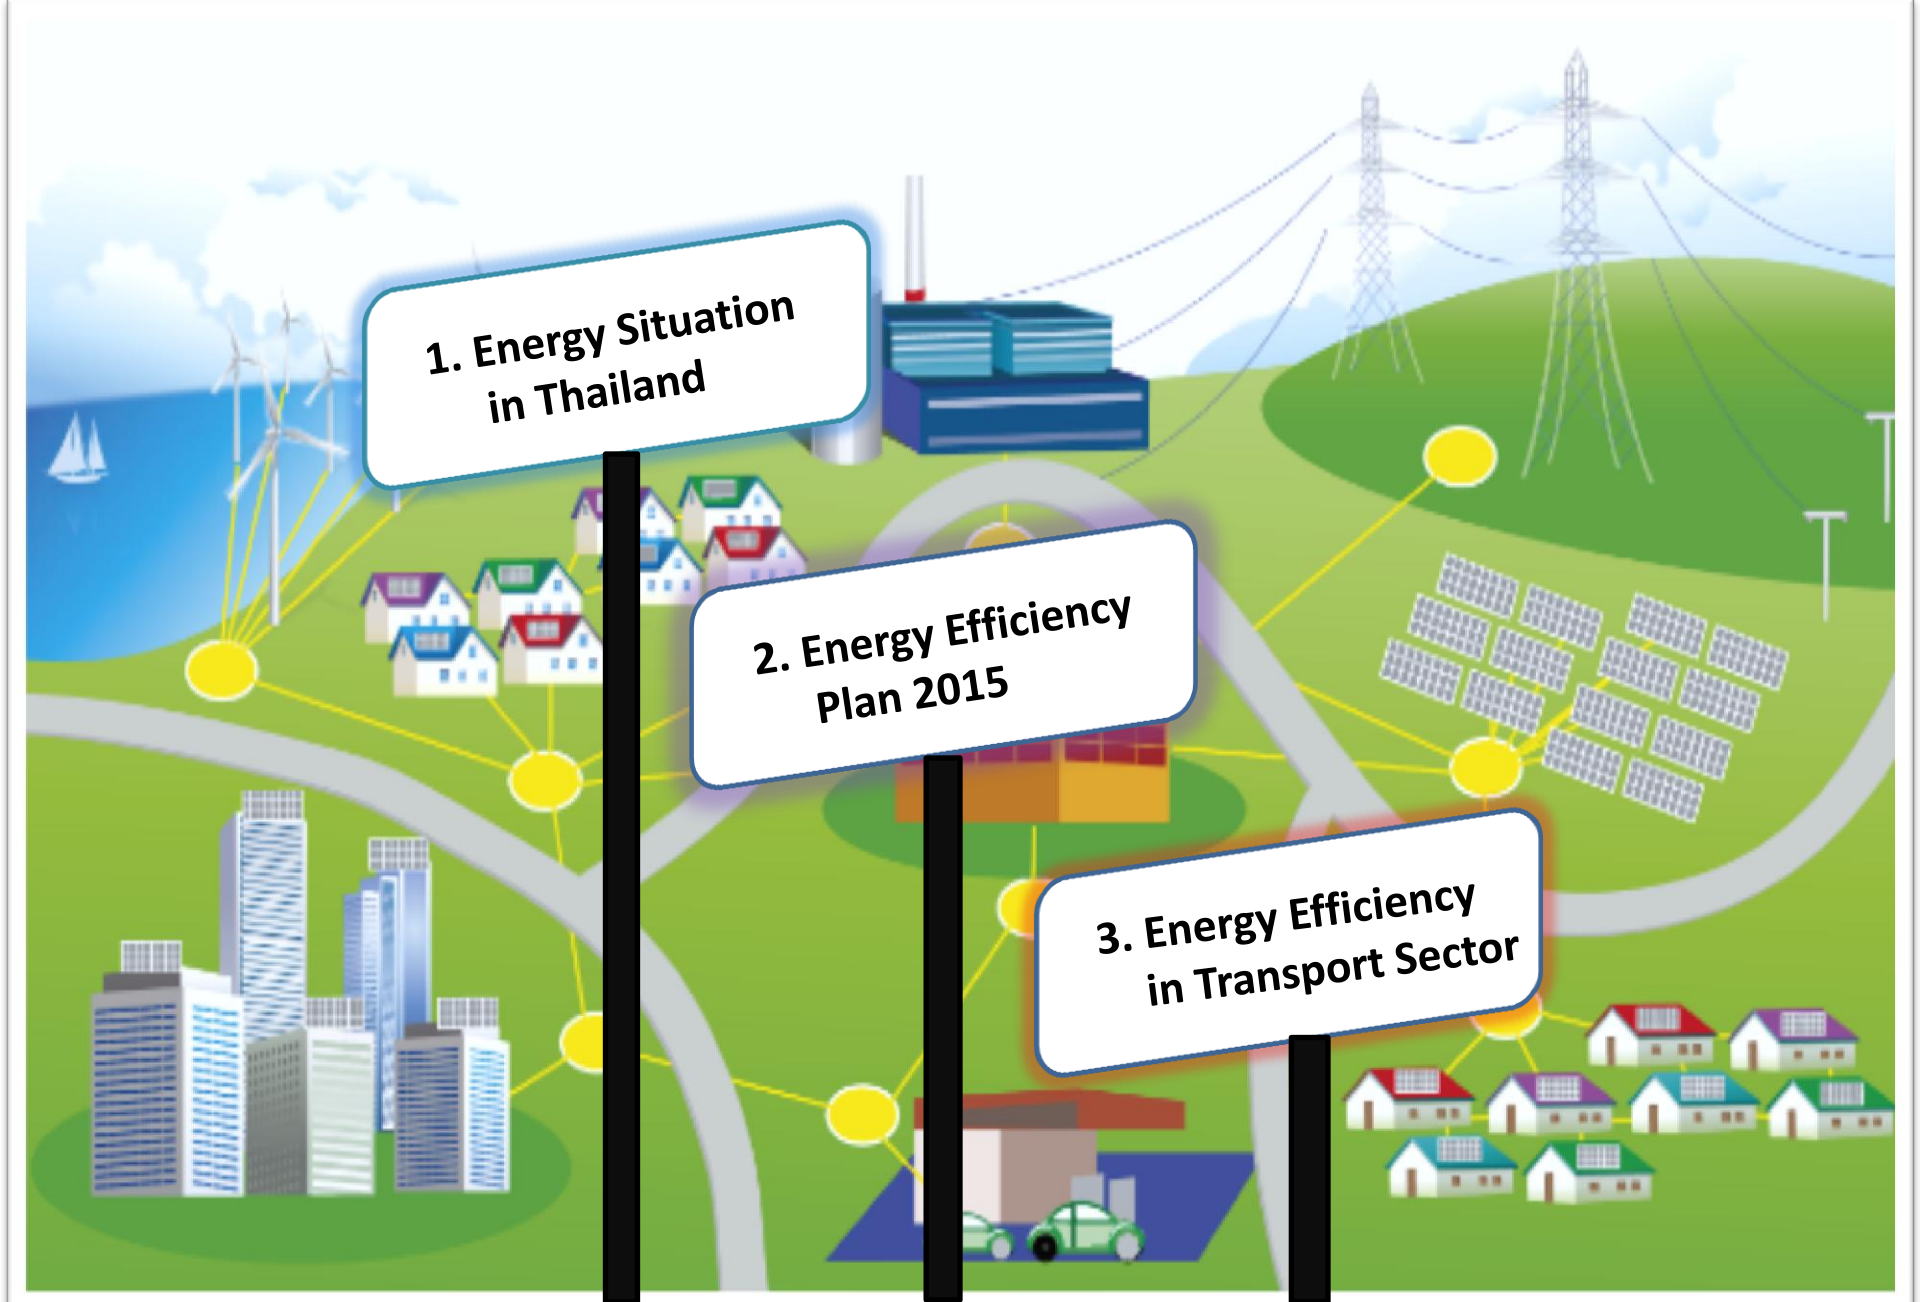 1. Energy Situation
in Thailand
2. Energy Efficiency
Plan 2015
3. Energy Efficiency
in Transport Sector